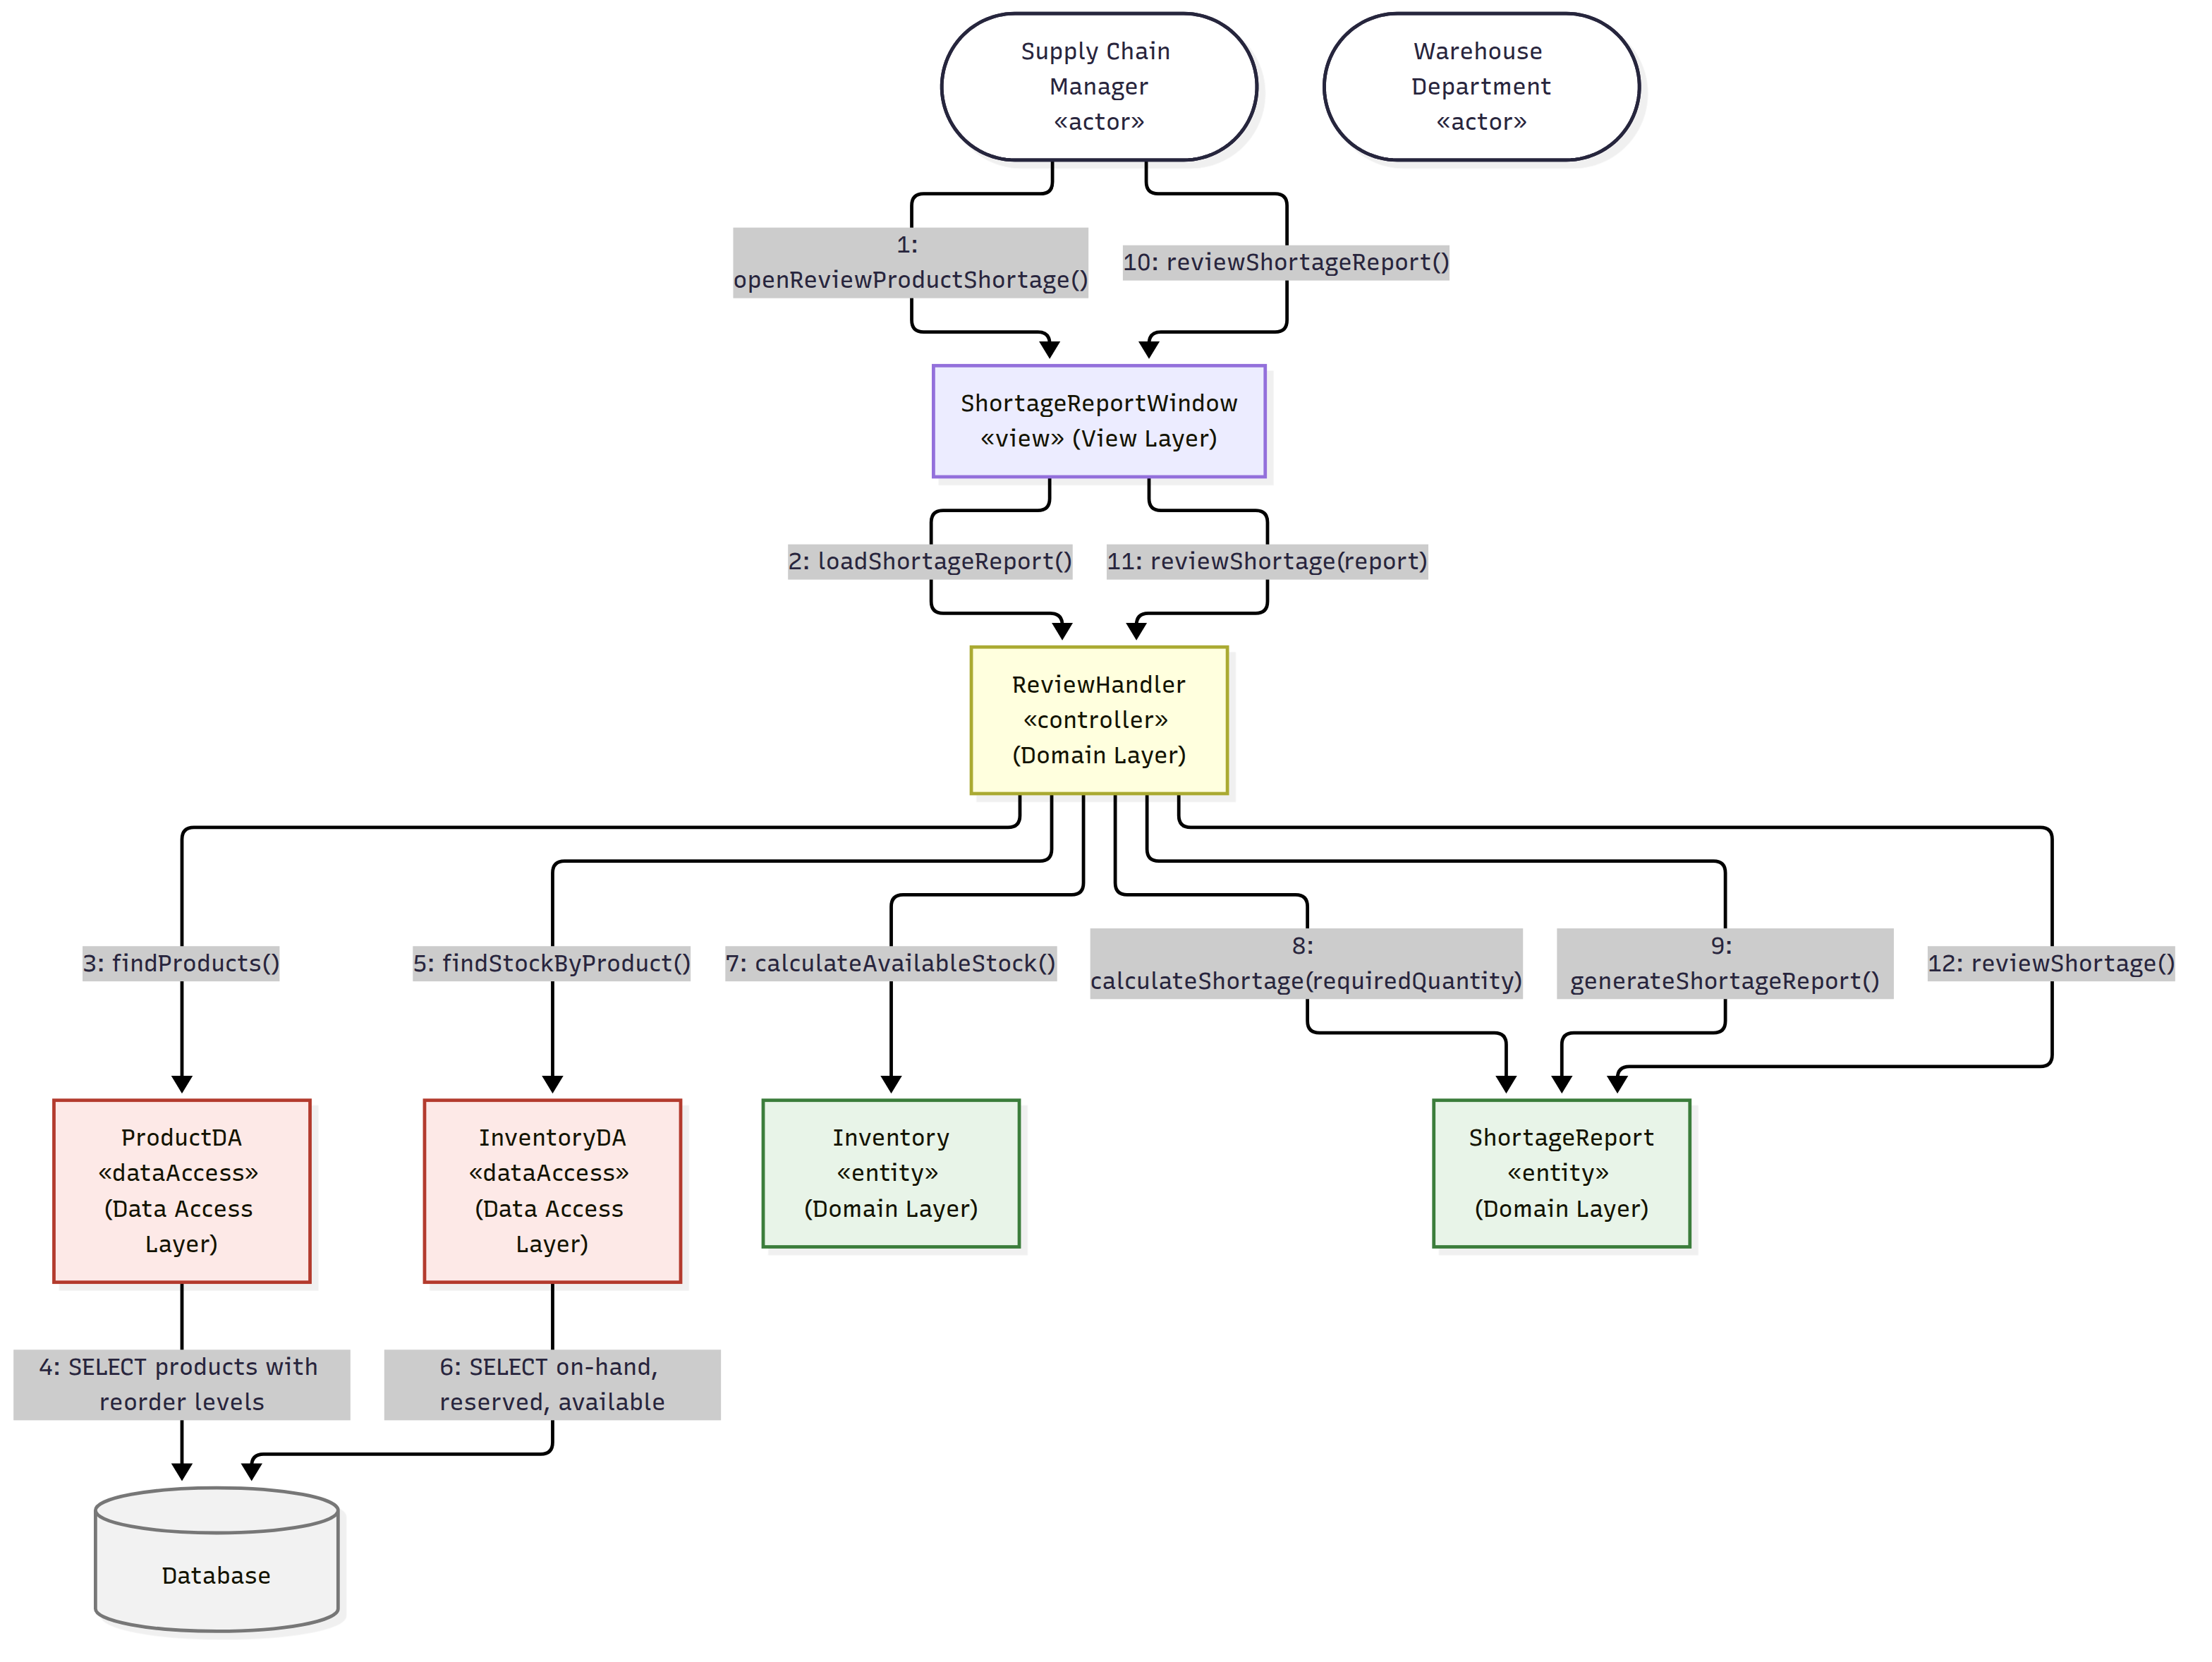 Supply Chain
Manager
«actor»
Warehouse
Department
«actor»
1:
openReviewProductShortage()
10: reviewShortageReport()
ShortageReportWindow
«view» (View Layer)
2: loadShortageReport()
11: reviewShortage(report)
ReviewHandler
«controller»
(Domain Layer)
3: findProducts()
5: findStockByProduct()
7: calculateAvailableStock()
8:
calculateShortage(requiredQuantity)
9:
generateShortageReport()
12: reviewShortage()
ProductDA
«dataAccess»
(Data Access
Layer)
InventoryDA
«dataAccess»
(Data Access
Layer)
Inventory
«entity»
(Domain Layer)
ShortageReport
«entity»
(Domain Layer)
4: SELECT products with
reorder levels
6: SELECT on-hand,
reserved, available
Database